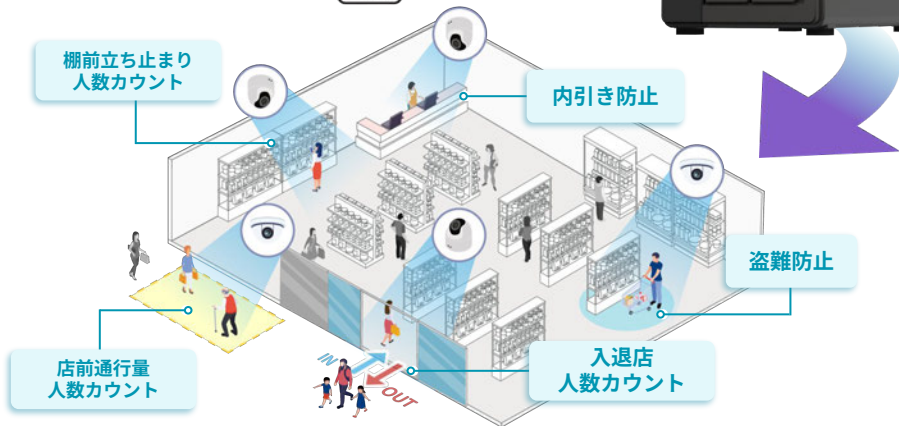 棚前立ち止まり
人数カウント
内引き防止
盗難防止
店前通行量
人数カウント
IN
OUT
入退店
人数カウント